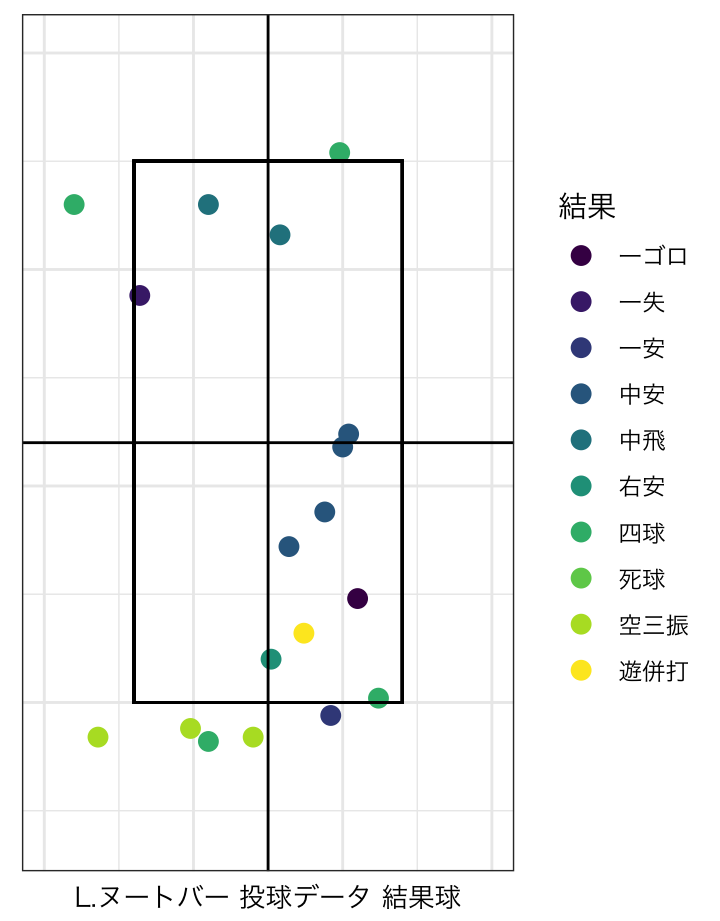 結果
一ゴロ
一失
一安
中安
中飛
右安
四球
死球
空三振
遊併打
L.ヌートバー 投球データ 結果球